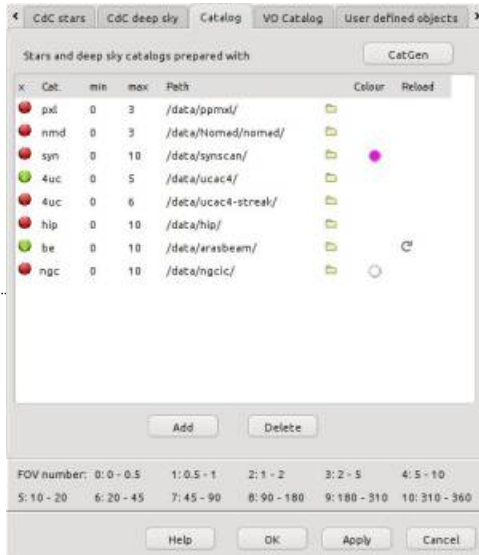 CdC stars CdC deep sky Catalog VO Catalog User defined objects
Stars and deep sky catalogs prepared with CatGen
x Cat. min max Path Colour Reload
pxl 0 3 /data/ppmxl/
nmd 0 3 /data/Nomad/nomad/
syn 0 10 /data/synscan/
4uc 0 5 /data/ucac4/
4uc 0 6 /data/ucac4-streak/
hip 0 10 /data/hip/
be 0 10 /data/arasbeam/
ngc 0 10 /data/ngcic/
Add Delete
FOV number: 0: 0 - 0.5 1: 0.5 - 1 2: 1 - 2 3: 2 - 5 4: 5 - 10
5: 10 - 20 6: 20 - 45 7: 45 - 90 8: 90 - 180 9: 180 - 310 10: 310 - 360
Help OK Apply Cancel